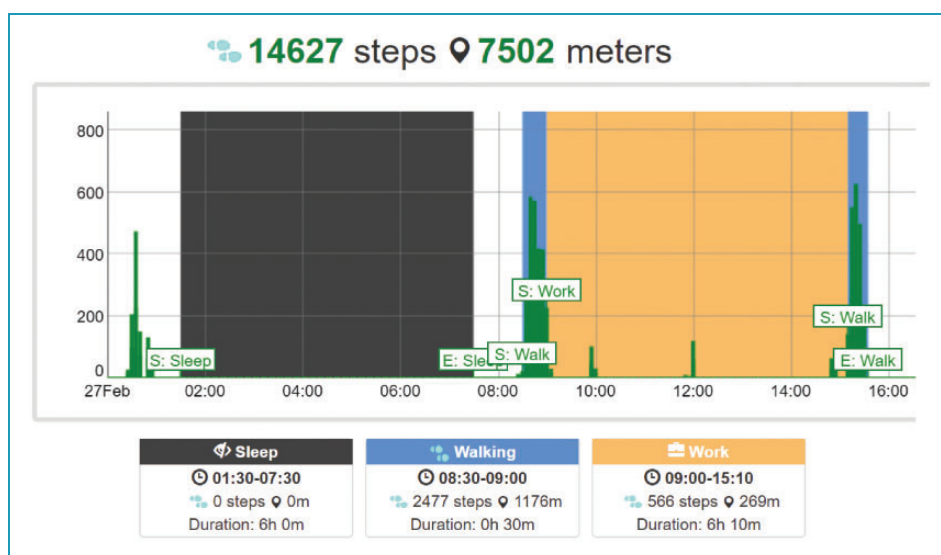 14627 steps 7502 meters
800
600
400
200
0
S: Work
S: Walk
S: Sleep
E: Sleep
S: Walk
E: Walk
27Feb 02:00 04:00 06:00 08:00 10:00 12:00 14:00 16:00
Sleep
01:30-07:30
0 steps 0m
Duration: 6h 0m
Walking
08:30-09:00
2477 steps 1176m
Duration: 0h 30m
Work
09:00-15:10
566 steps 269m
Duration: 6h 10m